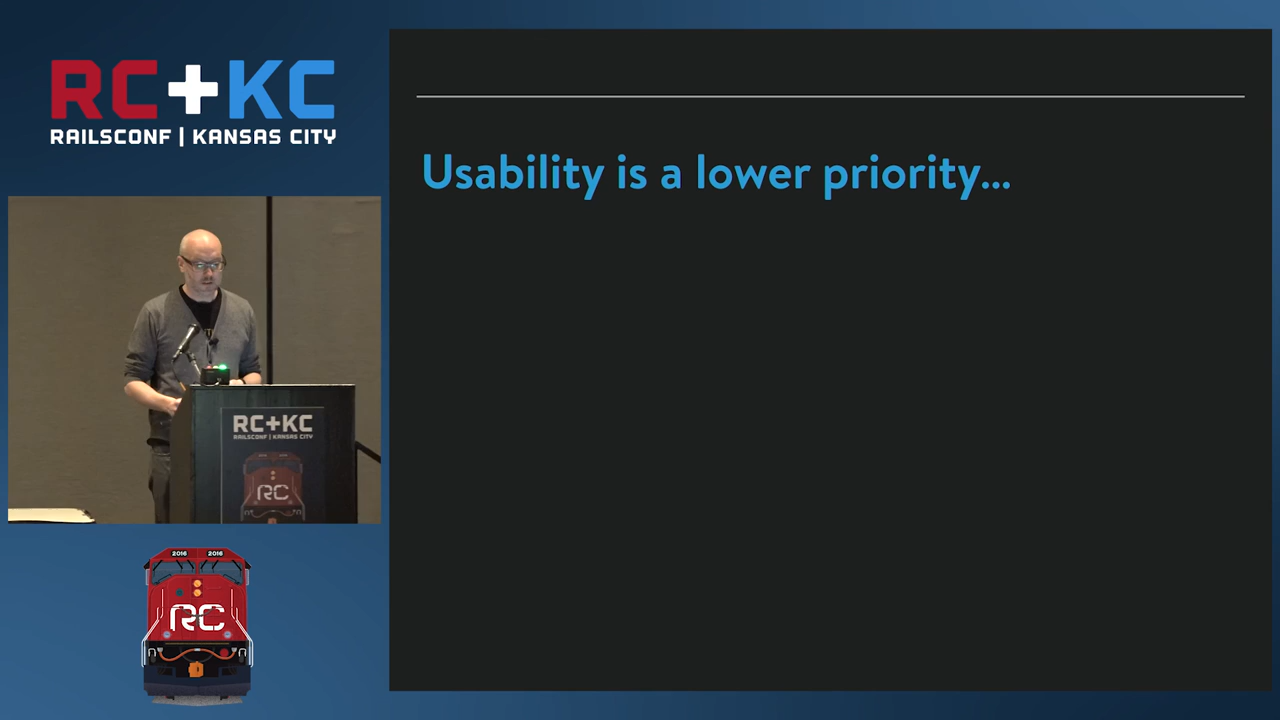 RC+KC
RAILSCONF | KANSAS CITY
Usability is a lower priority...
RC+KC
RAILSCONF | KANSAS CITY
RC
2016 2016
RC